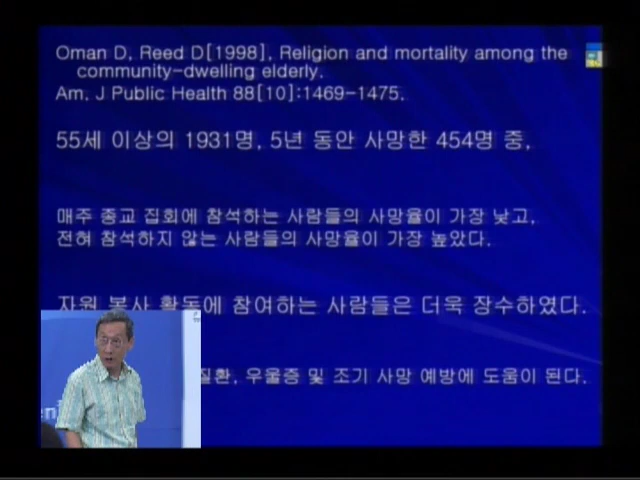 Oman D, Reed D[1998], Religion and mortality among the
community-dwelling elderly.
Am, J Public Health 88[10]:1469-1475.
55세 이상의 1931명, 5년 동안 사망한 454명 중,
매주 종교 집회에 참석하는 사람들의 사망율이 가장 낮고,
전혀 참석하지 않는 사람들의 사망율이 가장 높았다.
자원 봉사 활동에 참여하는 사람들은 더욱 장수하였다.
질환, 우울증 및 조기 사망 예방에 도움이 된다.